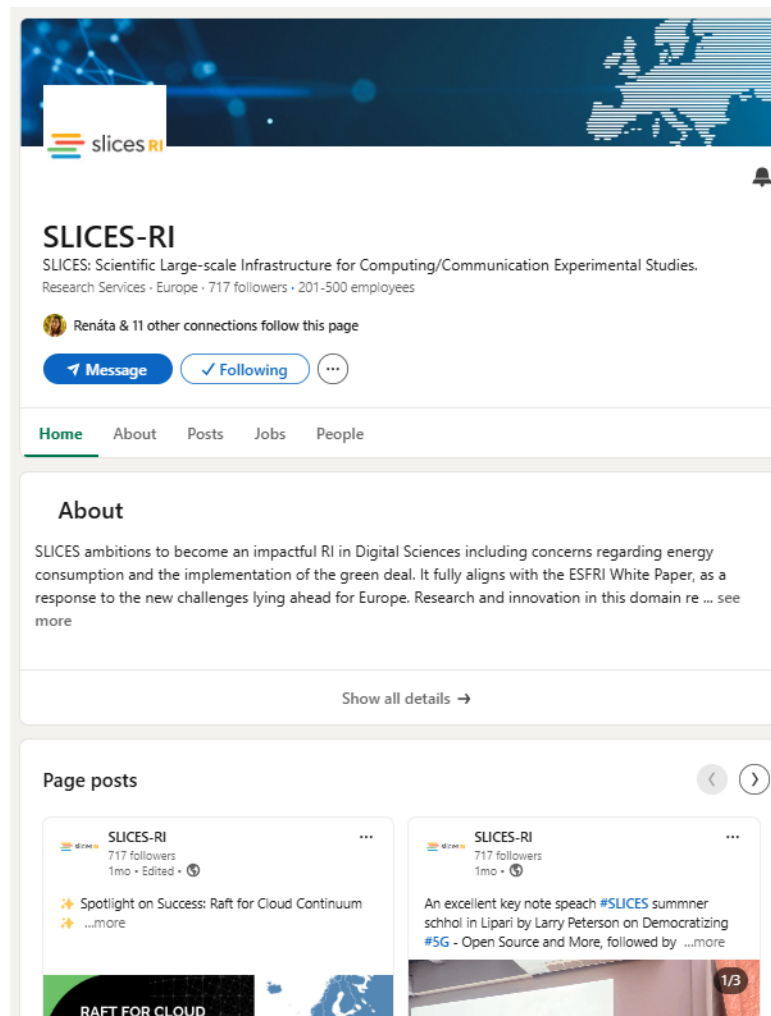 slices RI
SLICES-RI
SLICES: Scientific Large-scale Infrastructure for Computing/Communication Experimental Studies.
Research Services · Europe · 717 followers · 201-500 employees
Renáta & 11 other connections follow this page
Message
Following
Home About Posts Jobs People
About
SLICES ambitions to become an impactful RI in Digital Sciences including concerns regarding energy
consumption and the implementation of the green deal. It fully aligns with the ESFRI White Paper, as a
response to the new challenges lying ahead for Europe. Research and innovation in this domain re ... see
more
Show all details →
Page posts
slices RI
SLICES-RI
717 followers
1mo • Edited •
✨ Spotlight on Success: Raft for Cloud Continuum
✨ ...more
RAFT FOR CLOUD
slices RI
SLICES-RI
717 followers
1mo •
An excellent key note speach #SLICES summner
schhol in Lipari by Larry Peterson on Democratizing
#5G - Open Source and More, followed by ...more
1/3